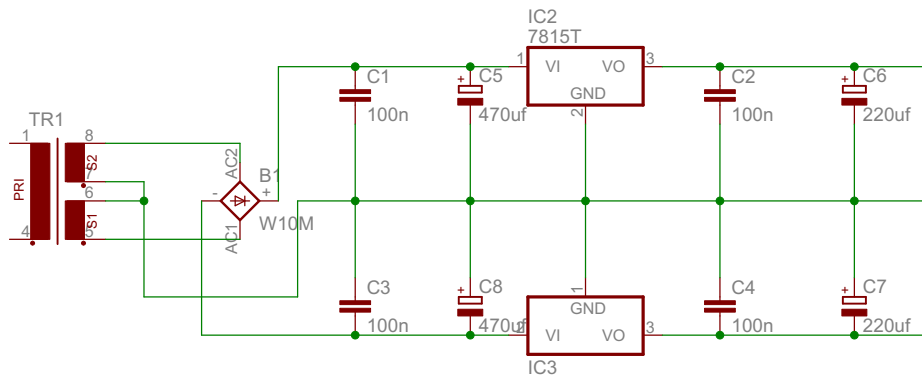 IC2
7815T
1
VI
VO
3
GND
2
C1
100n
+
C5
470uf
C2
100n
+
C6
220uf
TR1
1
8
PRI
S2
7
6
S1
4
5
AC2
B1
-
+
W10M
AC1
C3
100n
+
C8
470uf
1
GND
2
VI
VO
3
IC3
C4
100n
+
C7
220uf